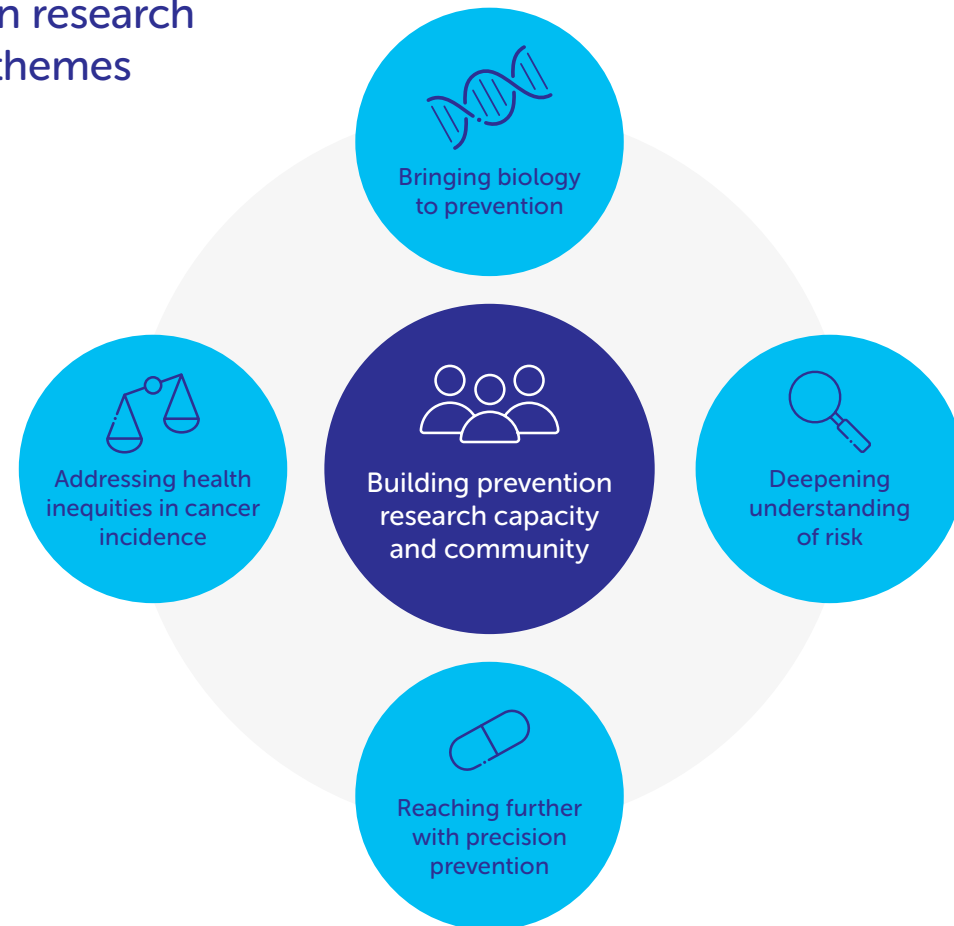 n research
themes
Bringing biology
to prevention
Addressing health
inequities in cancer
incidence
Building prevention
research capacity
and community
Deepening
understanding
of risk
Reaching further
with precision
prevention